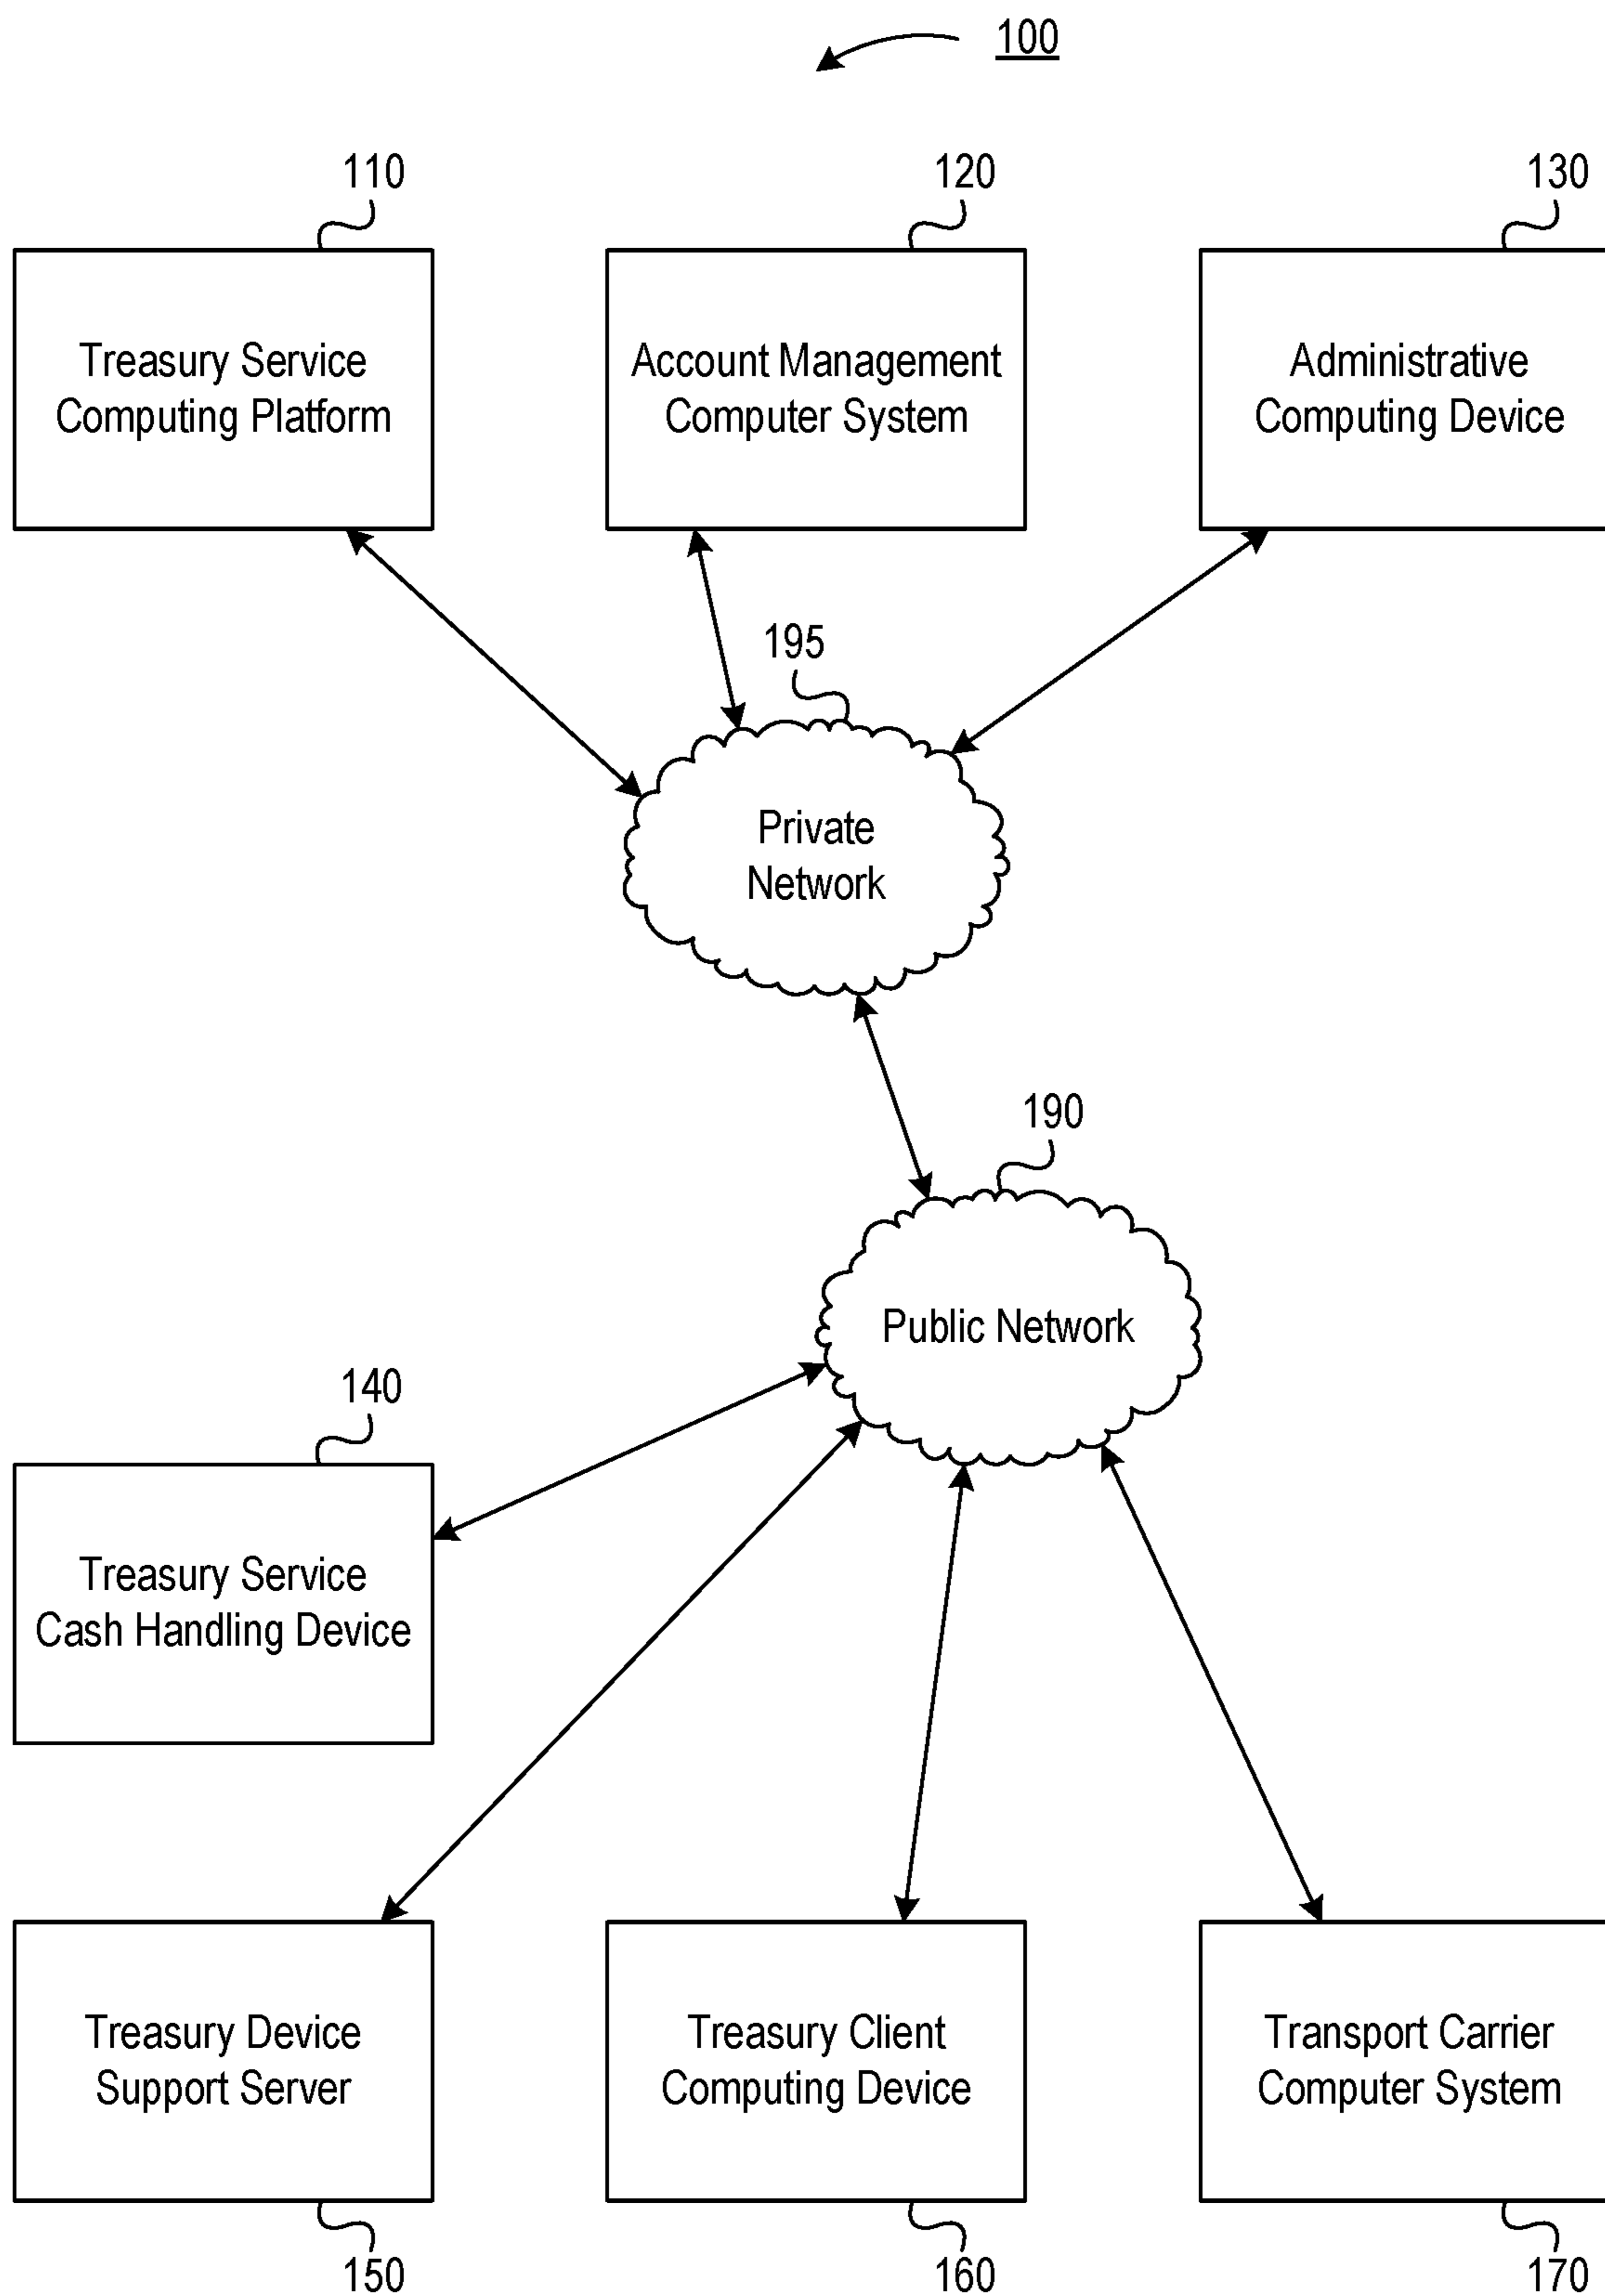 100
110
120
130
Treasury Service
Computing Platform
Account Management
Computer System
Administrative
Computing Device
195
Private
Network
190
Public Network
140
Treasury Service
Cash Handling Device
Treasury Device
Support Server
Treasury Client
Computing Device
Transport Carrier
Computer System
150
160
170